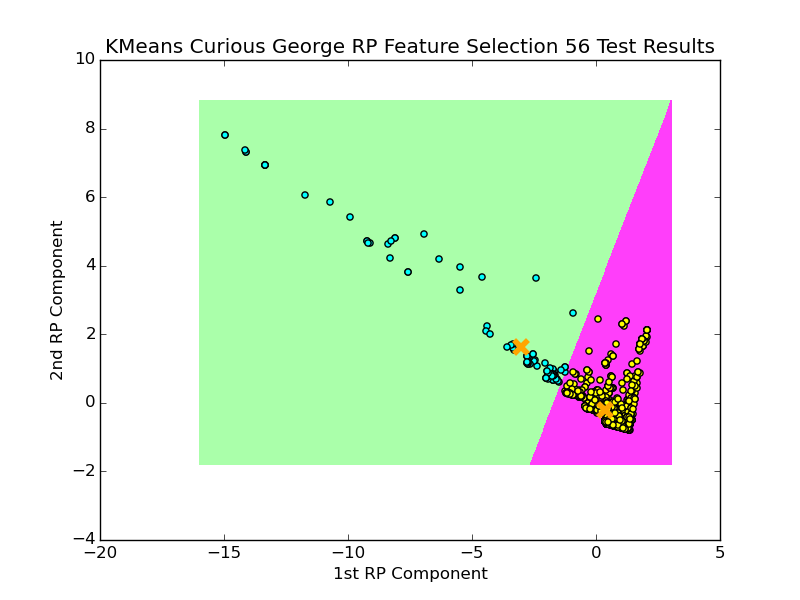 KMeans Curious George RP Feature Selection 56 Test Results
10
8
6
4
2
0
−2
−4
2nd RP Component
−20 −15 −10 −5 0 5
1st RP Component